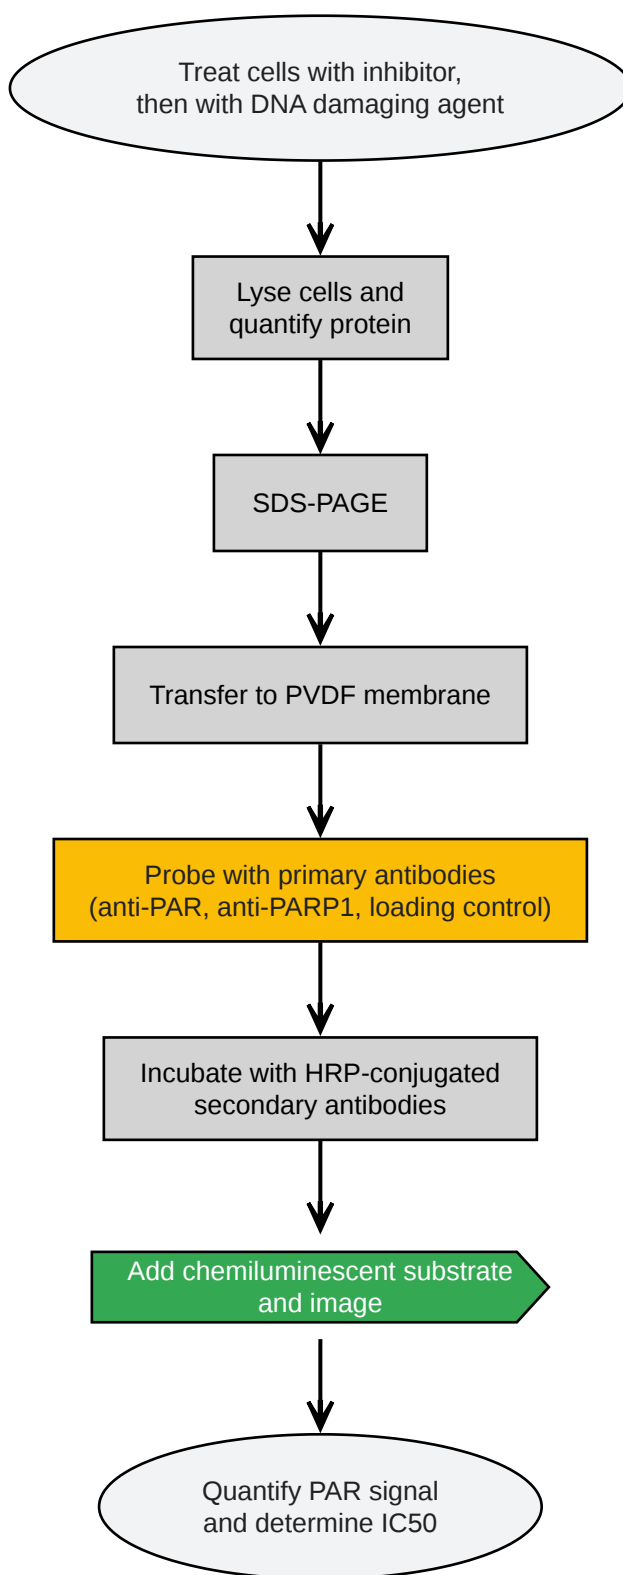 Treat cells with inhibitor,
then with DNA damaging agent
Lyse cells and
quantify protein
SDS-PAGE
Transfer to PVDF membrane
Probe with primary antibodies
(anti-PAR, anti-PARP1, loading control)
Incubate with HRP-conjugated
secondary antibodies
Add chemiluminescent substrate
and image
Quantify PAR signal
and determine IC50